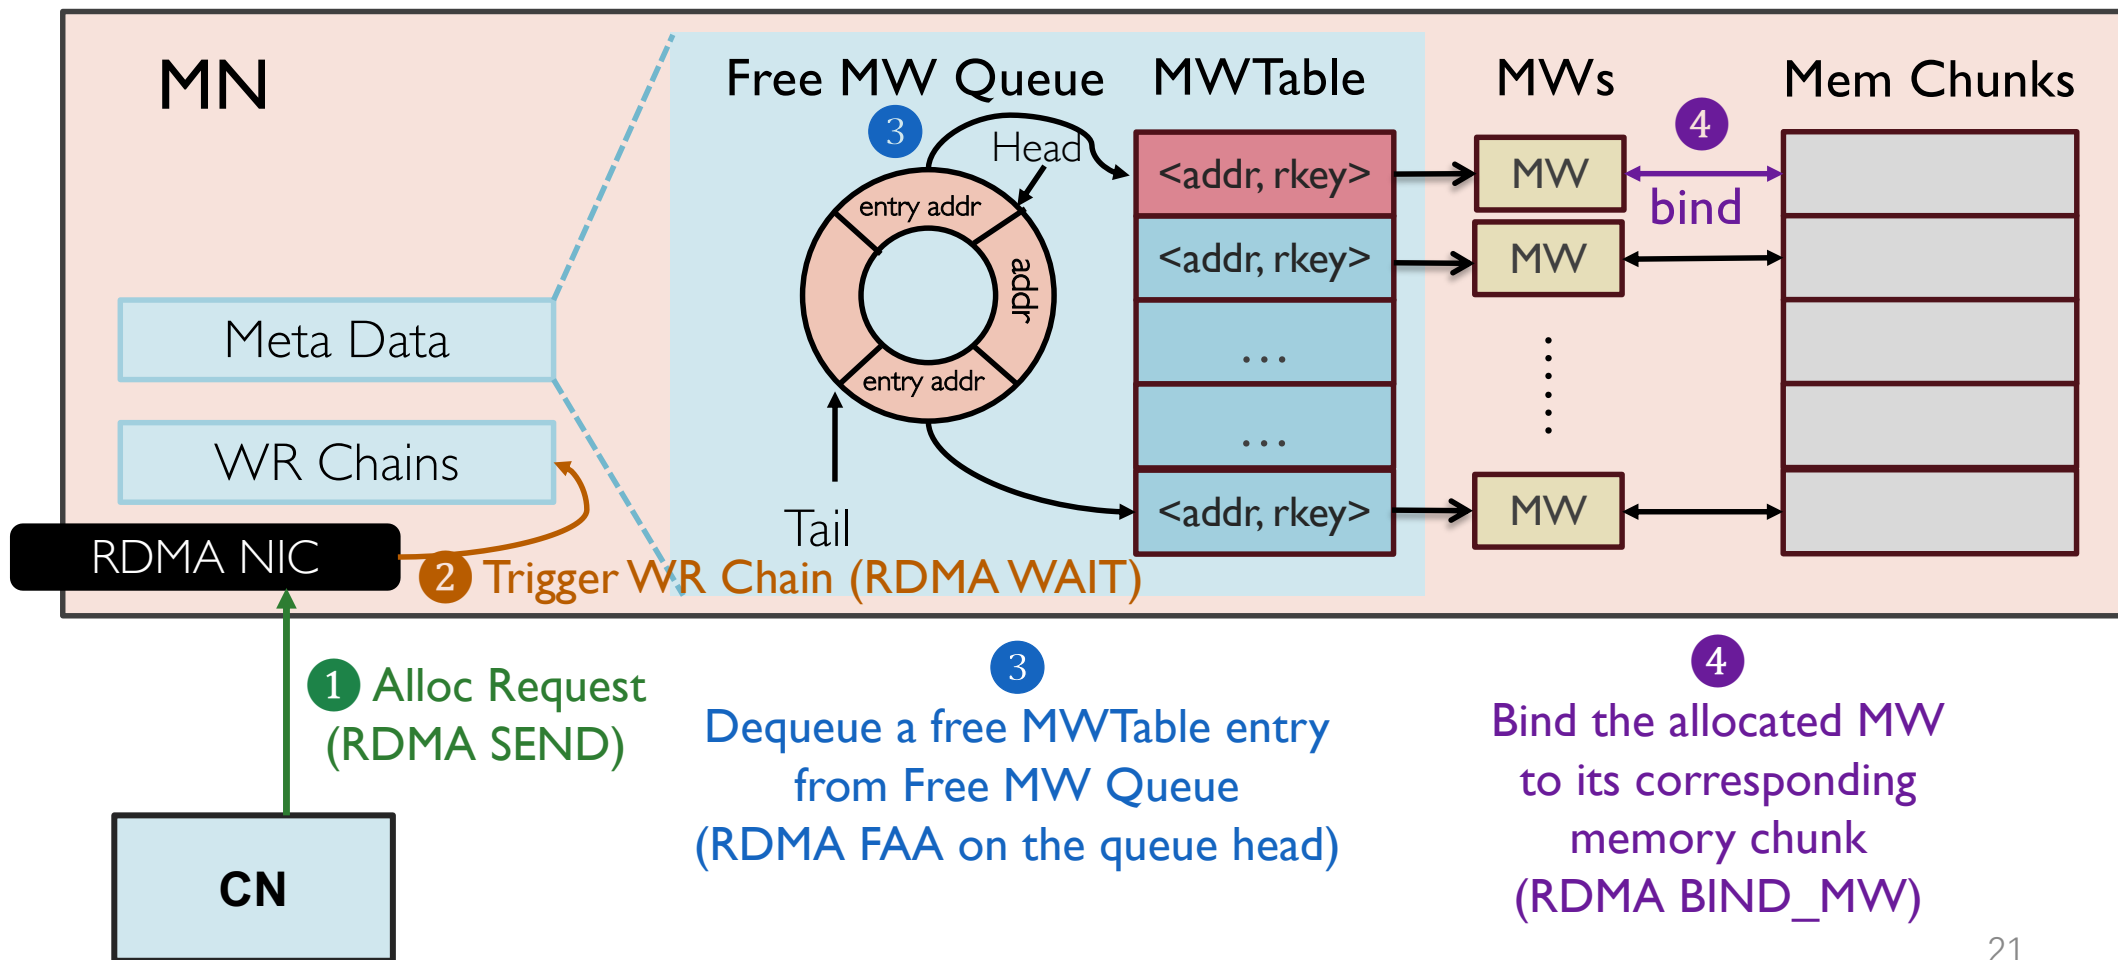 MN
Free MW Queue
MWTable
MWs
Mem Chunks
3
Head
4
entry addr
addr
entry addr
Tail
<addr, rkey>
<addr, rkey>
...
...
<addr, rkey>
MW
MW
MW
bind
Meta Data
WR Chains
RDMA NIC
2 Trigger WR Chain (RDMA WAIT)
1 Alloc Request
(RDMA SEND)
CN
3
Dequeue a free MWTable entry
from Free MW Queue
(RDMA FAA on the queue head)
4
Bind the allocated MW
to its corresponding
memory chunk
(RDMA BIND_MW)
21